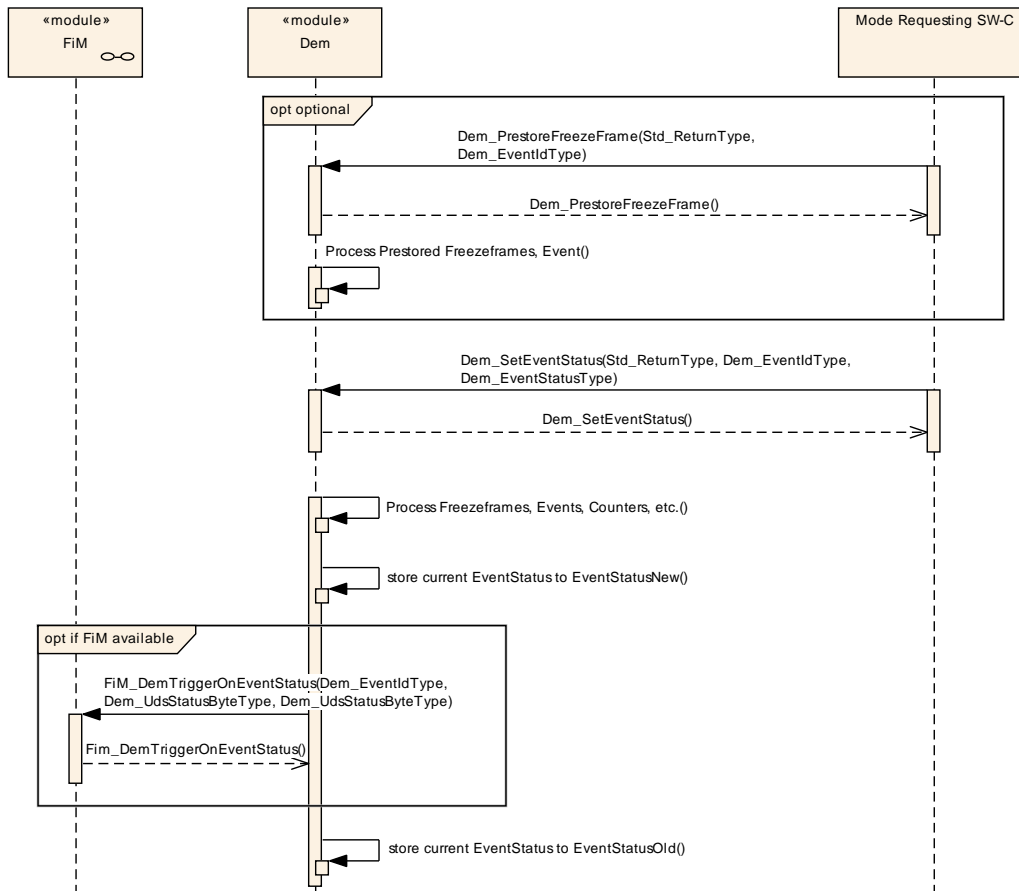 «module»
FiM
«module»
Dem
Mode Requesting SW-C
opt optional
Dem_PrestoreFreezeFrame(Std_ReturnType,
Dem_EventIdType)
Dem_PrestoreFreezeFrame()
Process Prestored Freezeframes, Event()
Dem_SetEventStatus(Std_ReturnType, Dem_EventIdType,
Dem_EventStatusType)
Dem_SetEventStatus()
Process Freezeframes, Events, Counters, etc.()
store current EventStatus to EventStatusNew()
opt if FiM available
FiM_DemTriggerOnEventStatus(Dem_EventIdType,
Dem_UdsStatusByteType, Dem_UdsStatusByteType)
Fim_DemTriggerOnEventStatus()
store current EventStatus to EventStatusOld()